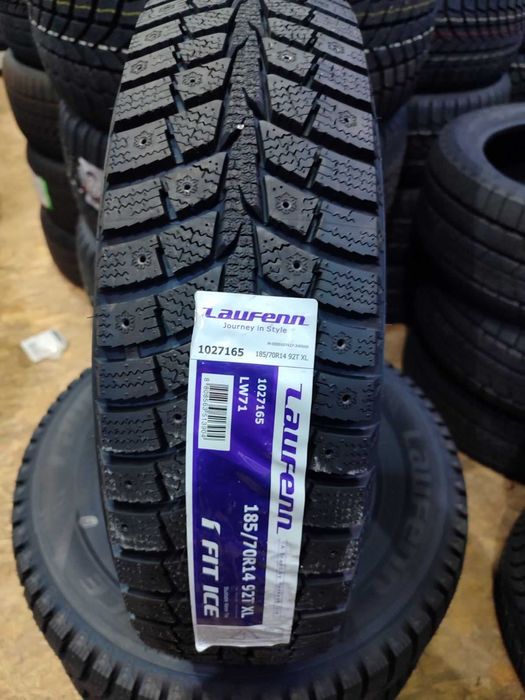 Laufenn
Journey in Style
1027165
185/70R14 92T XL
1027165
LW71
Laufenn
185/70R14 92T XL
i FIT ICE